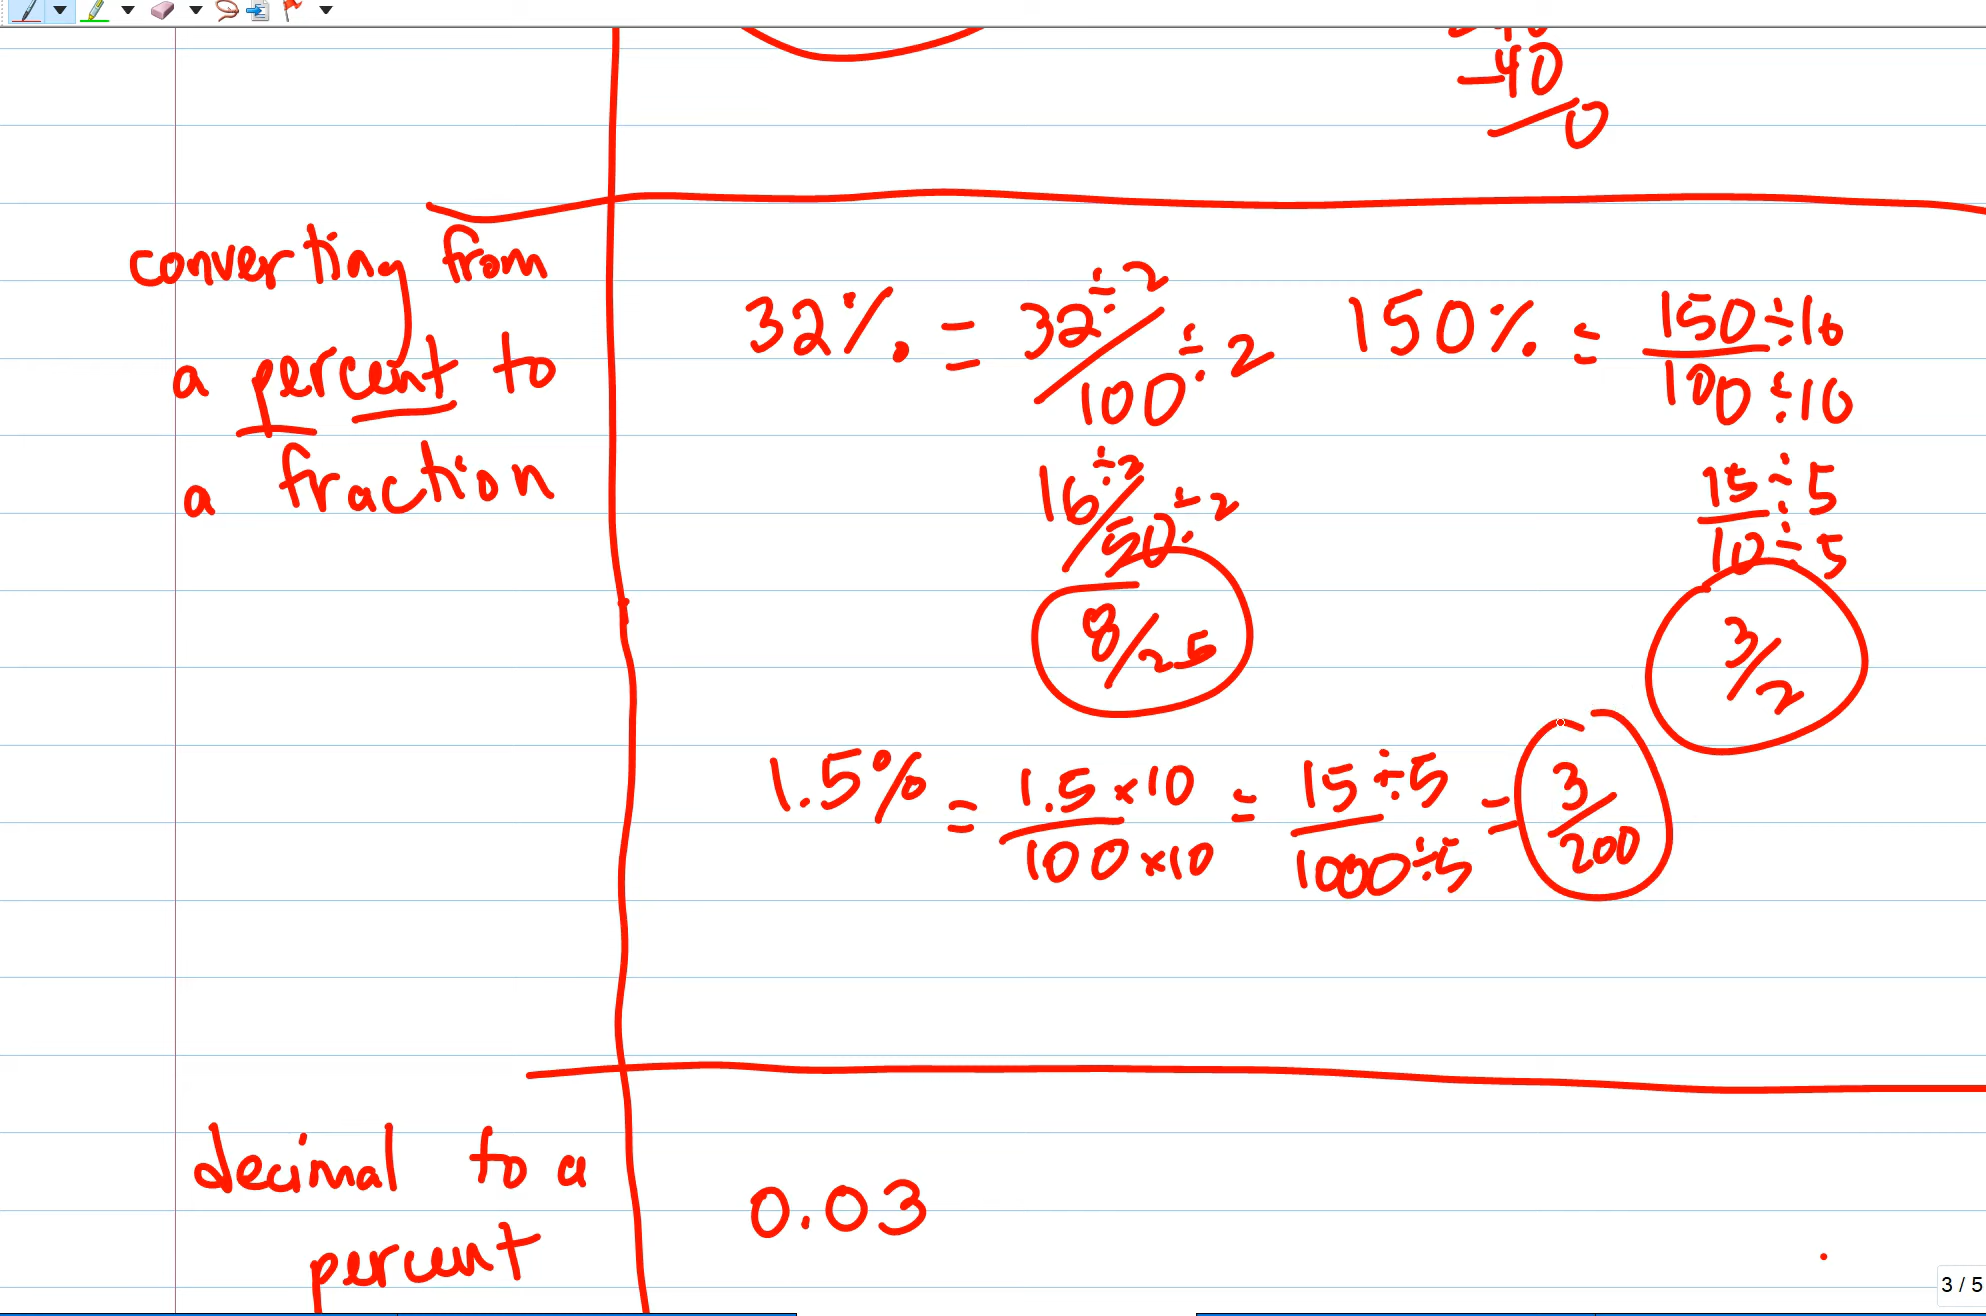 -40
0
converting from
a percent to
a fraction
32% = 32÷2/100÷2
16÷2/50÷2
8/25
150% = 150÷10/100÷10
15÷5/10÷5
3/2
1.5% = 1.5×10/100×10 = 15÷5/1000÷5 = 3/200
decimal to a
percent
0.03
3 / 5